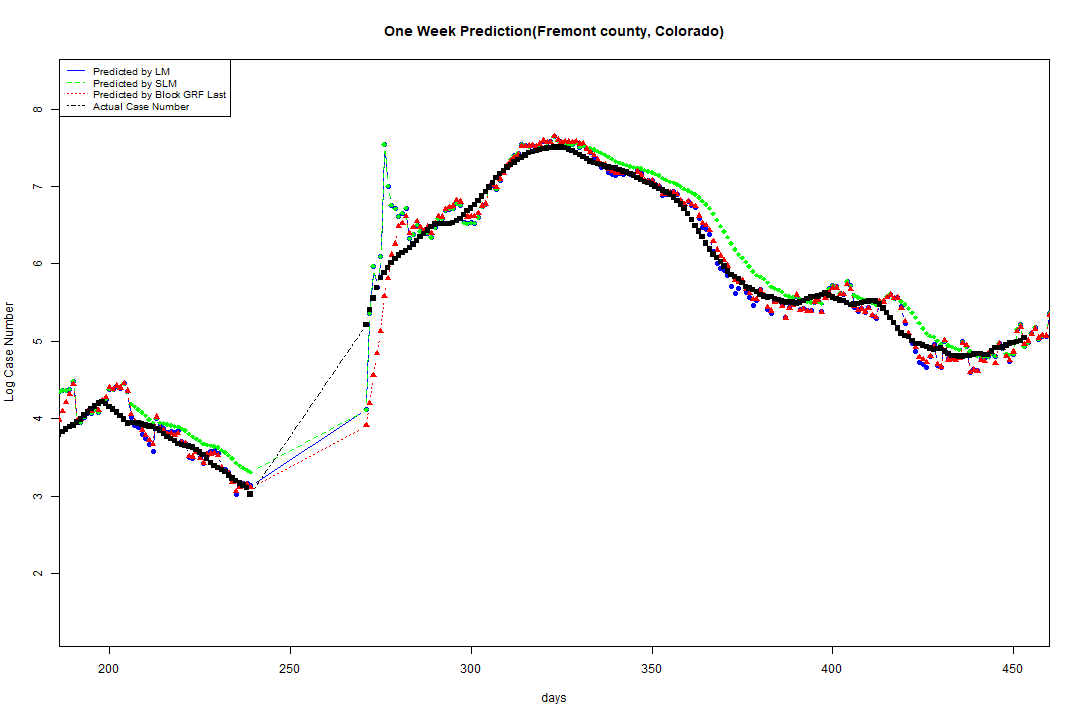 One Week Prediction(Fremont county, Colorado)
Predicted by LM
Predicted by SLM
Predicted by Block GRF Last
Actual Case Number
Log Case Number
8
7
6
5
4
3
2
200 250 300 350 400 450
days